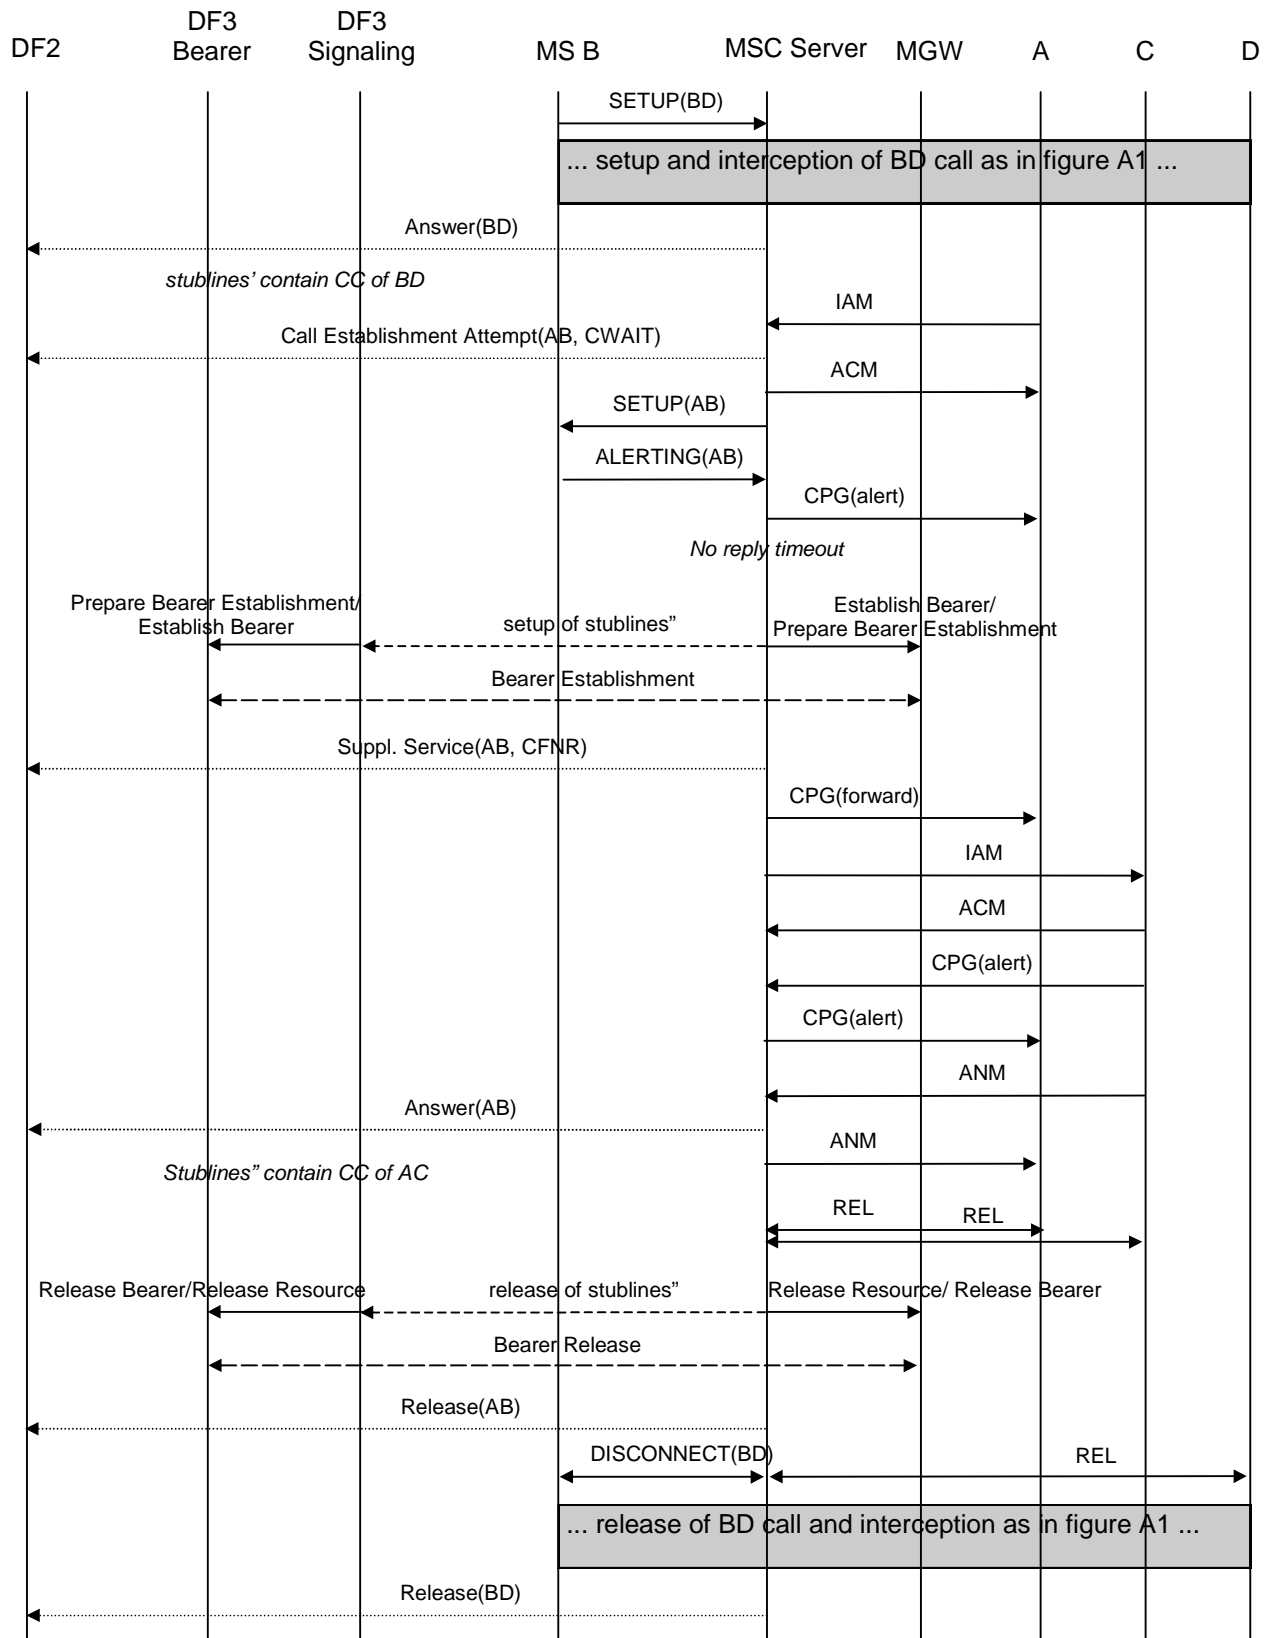 DF2
DF3
Bearer
DF3
Signaling
MS B
MSC Server
MGW
A
C
D
SETUP(BD)
... setup and interception of BD call as in figure A1 ...
Answer(BD)
stublines’ contain CC of BD
IAM
Call Establishment Attempt(AB, CWAIT)
ACM
SETUP(AB)
ALERTING(AB)
CPG(alert)
No reply timeout
Prepare Bearer Establishment/
Establish Bearer
setup of stublines”
Establish Bearer/
Prepare Bearer Establishment
Bearer Establishment
Suppl. Service(AB, CFNR)
CPG(forward)
IAM
ACM
CPG(alert)
CPG(alert)
ANM
Answer(AB)
ANM
Stublines” contain CC of AC
REL
REL
Release Bearer/Release Resource
release of stublines”
Release Resource/ Release Bearer
Bearer Release
Release(AB)
DISCONNECT(BD)
REL
... release of BD call and interception as in figure A1 ...
Release(BD)